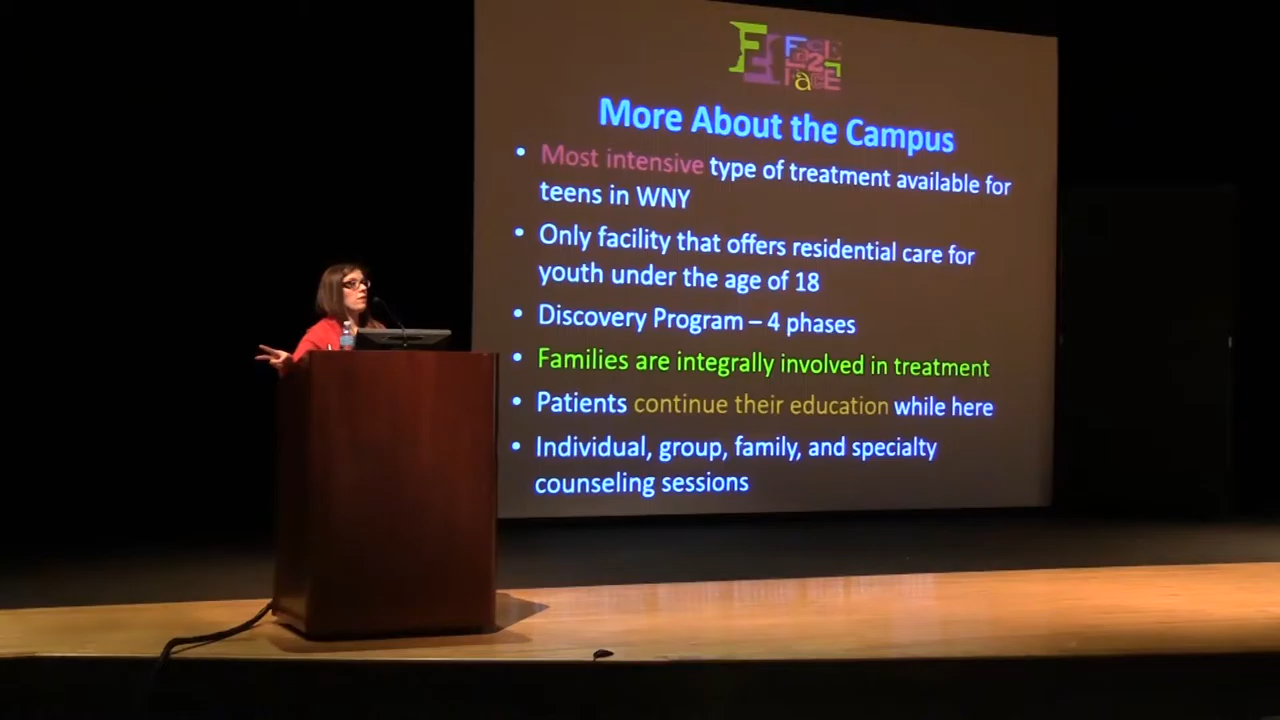 FACE
2
FacE
More About the Campus
• Most intensive type of treatment available for
teens in WNY
• Only facility that offers residential care for
youth under the age of 18
• Discovery Program – 4 phases
• Families are integrally involved in treatment
• Patients continue their education while here
• Individual, group, family, and specialty
counseling sessions